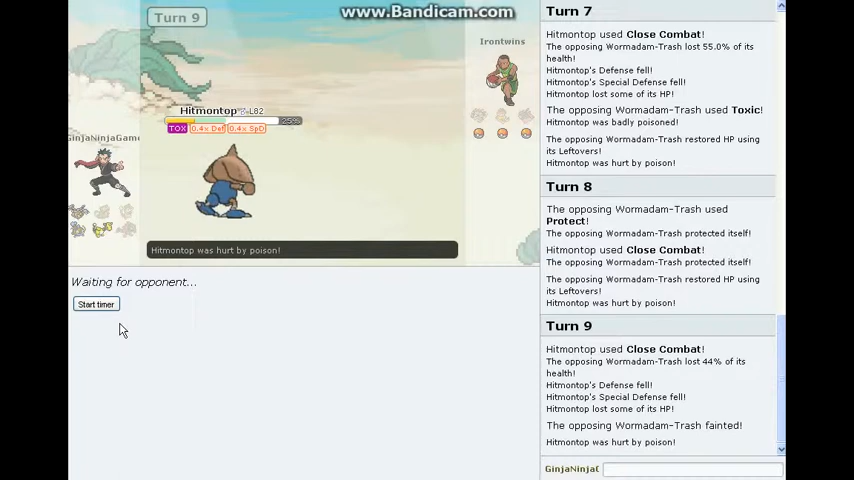 www.Bandicam.com
Turn 9
Irontwins
Hitmontop L82
25%
TOX 0.4x Def 0.4x SpD
GinjaNinjaGame
Hitmontop was hurt by poison!
Waiting for opponent...
Start timer
Turn 7
Hitmontop used Close Combat!
The opposing Wormadam-Trash lost 55.0% of its
health!
Hitmontop's Defense fell!
Hitmontop's Special Defense fell!
Hitmontop lost some of its HP!
The opposing Wormadam-Trash used Toxic!
Hitmontop was badly poisoned!
The opposing Wormadam-Trash restored HP using
its Leftovers!
Hitmontop was hurt by poison!
Turn 8
The opposing Wormadam-Trash used
Protect!
The opposing Wormadam-Trash protected itself!
Hitmontop used Close Combat!
The opposing Wormadam-Trash protected itself!
The opposing Wormadam-Trash restored HP using
its Leftovers!
Hitmontop was hurt by poison!
Turn 9
Hitmontop used Close Combat!
The opposing Wormadam-Trash lost 44% of its
health!
Hitmontop's Defense fell!
Hitmontop's Special Defense fell!
Hitmontop lost some of its HP!
The opposing Wormadam-Trash fainted!
Hitmontop was hurt by poison!
GinjaNinjaG